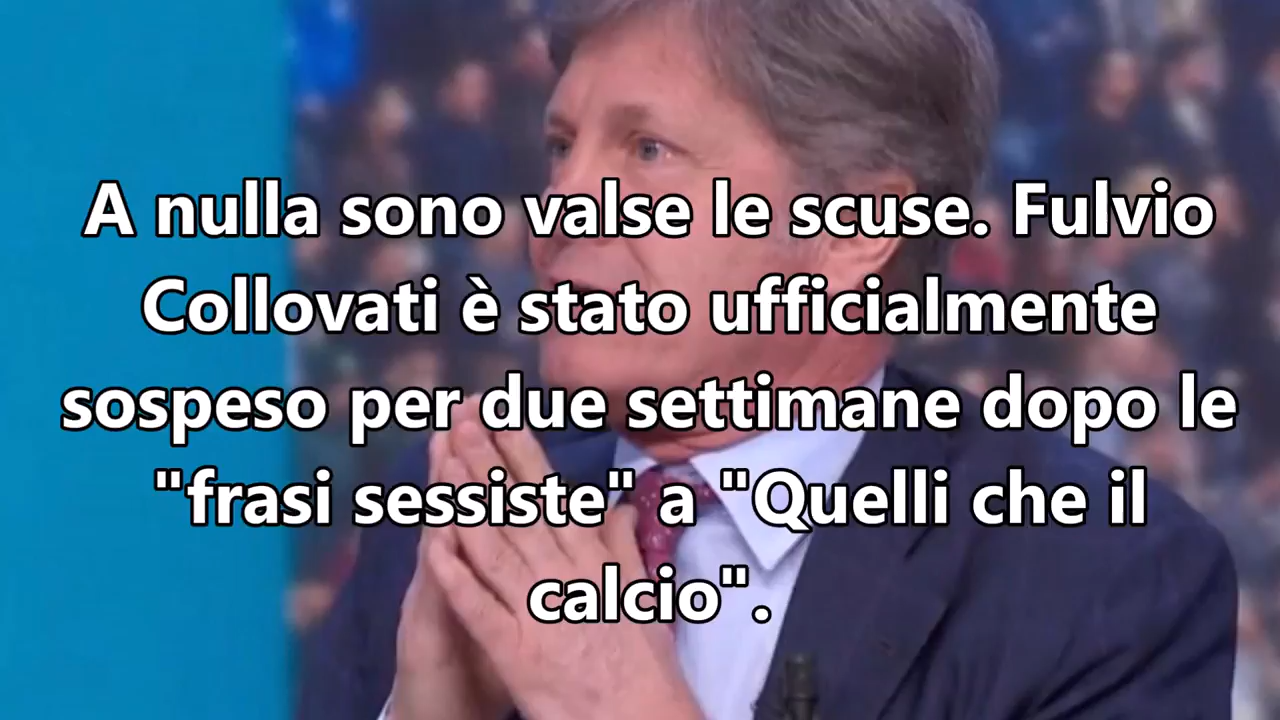 A nulla sono valse le scuse. Fulvio
Collovati è stato ufficialmente
sospeso per due settimane dopo le
"frasi sessiste" a "Quelli che il
calcio".